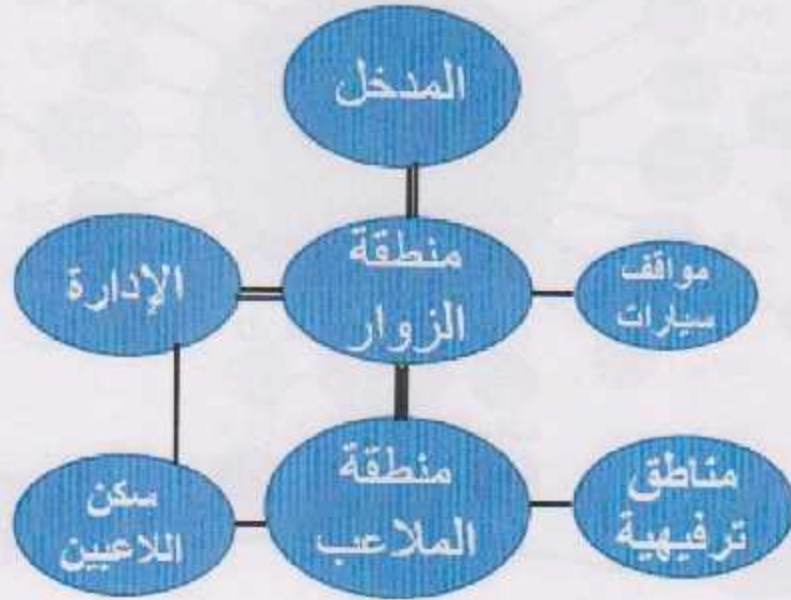 المدخل
منطقة
الزوار
الإدارة
مواقف
سيارات
منطقة
الملاعب
سكن
اللاعبين
مناطق
ترفيهية